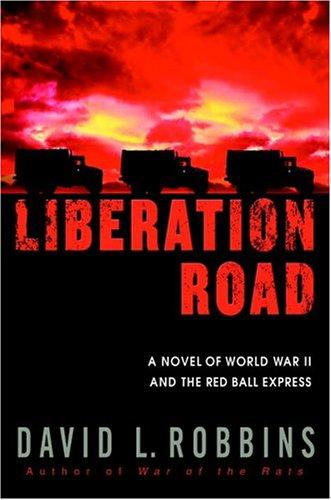 LIBERATION
ROAD
A NOVEL OF WORLD WAR II
AND THE RED BALL EXPRESS
DAVID L. ROBBINS
Author of War of the Rats